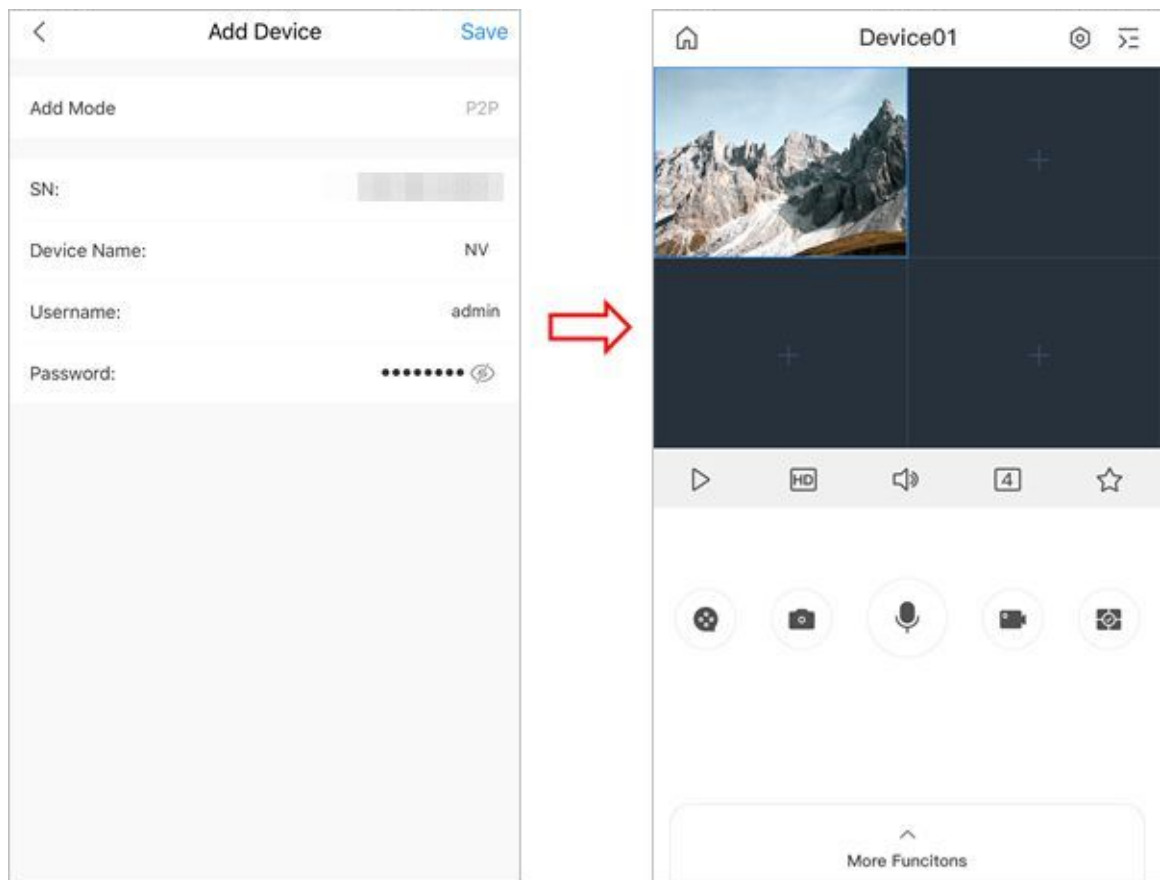 Add Device
Save
Add Mode
P2P
SN:
Device Name:
NV
Username:
admin
Password:
••••••••
Device01
HD
4
More Funcitons